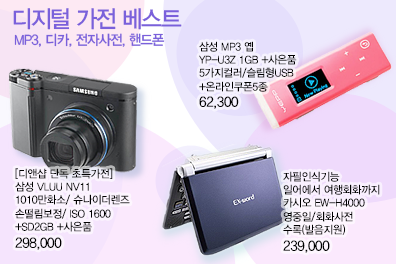 디지털 가전 베스트
MP3, 디카, 전자사전, 핸드폰
삼성 MP3 옙
YP-U3Z 1GB +사은품
5가지컬러/슬림형USB
+온라인쿠폰5종
62,300
SAMSUNG
Now Playing
[디앤샵 단독 초특가전]
삼성 VLUU NV11
1010만화소/ 슈나이더렌즈
손떨림보정/ ISO 1600
+SD2GB +사은품
298,000
EX-word
자필인식기능
일어에서 여행회화까지
카시오 EW-H4000
영중일/회화사전
수록(발음지원)
239,000